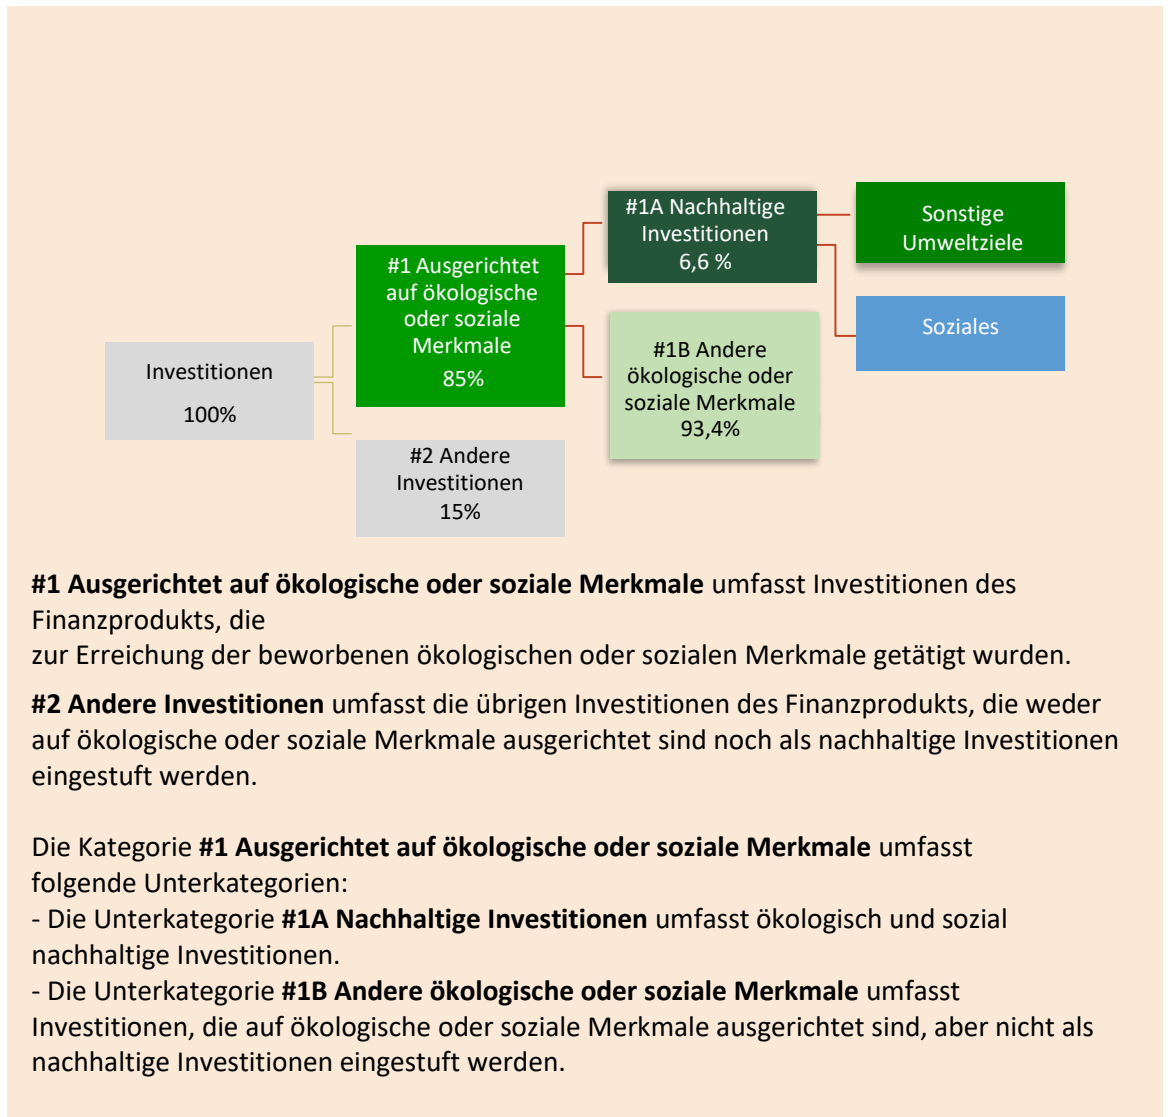 Investitionen
100%
#1 Ausgerichtet
auf ökologische
oder soziale
Merkmale
85%
#2 Andere
Investitionen
15%
#1A Nachhaltige
Investitionen
6,6 %
#1B Andere
ökologische oder
soziale Merkmale
93,4%
Sonstige
Umweltziele
Soziales
#1 Ausgerichtet auf ökologische oder soziale Merkmale umfasst Investitionen des
Finanzprodukts, die
zur Erreichung der beworbenen ökologischen oder sozialen Merkmale getätigt wurden.
#2 Andere Investitionen umfasst die übrigen Investitionen des Finanzprodukts, die weder
auf ökologische oder soziale Merkmale ausgerichtet sind noch als nachhaltige Investitionen
eingestuft werden.
Die Kategorie #1 Ausgerichtet auf ökologische oder soziale Merkmale umfasst
folgende Unterkategorien:
- Die Unterkategorie #1A Nachhaltige Investitionen umfasst ökologisch und sozial
nachhaltige Investitionen.
- Die Unterkategorie #1B Andere ökologische oder soziale Merkmale umfasst
Investitionen, die auf ökologische oder soziale Merkmale ausgerichtet sind, aber nicht als
nachhaltige Investitionen eingestuft werden.